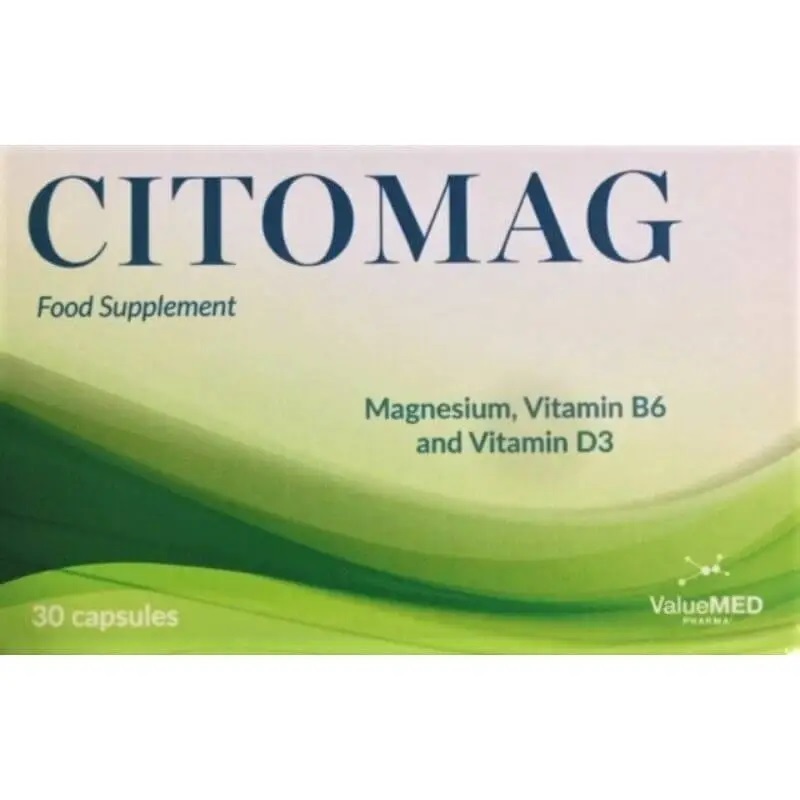 CITOMAG
Food Supplement
Magnesium, Vitamin B6
and Vitamin D3
30 capsules
ValueMED
PHARMA